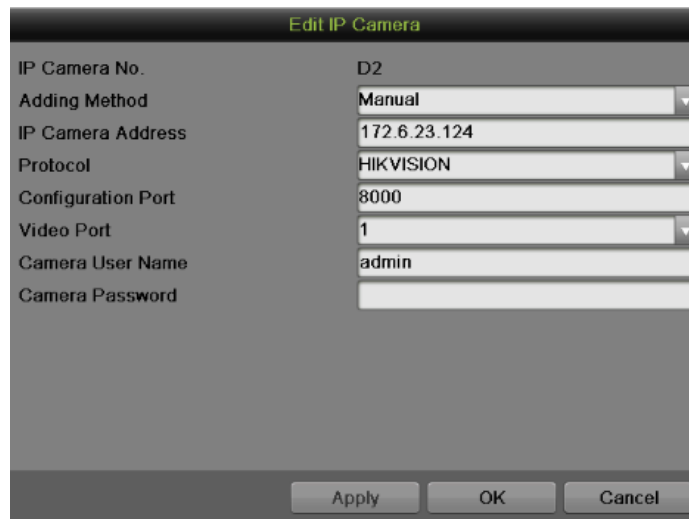 Edit IP Camera
IP Camera No. D2
Adding Method Manual
IP Camera Address 172.6.23.124
Protocol HIKVISION
Configuration Port 8000
Video Port 1
Camera User Name admin
Camera Password
Apply OK Cancel